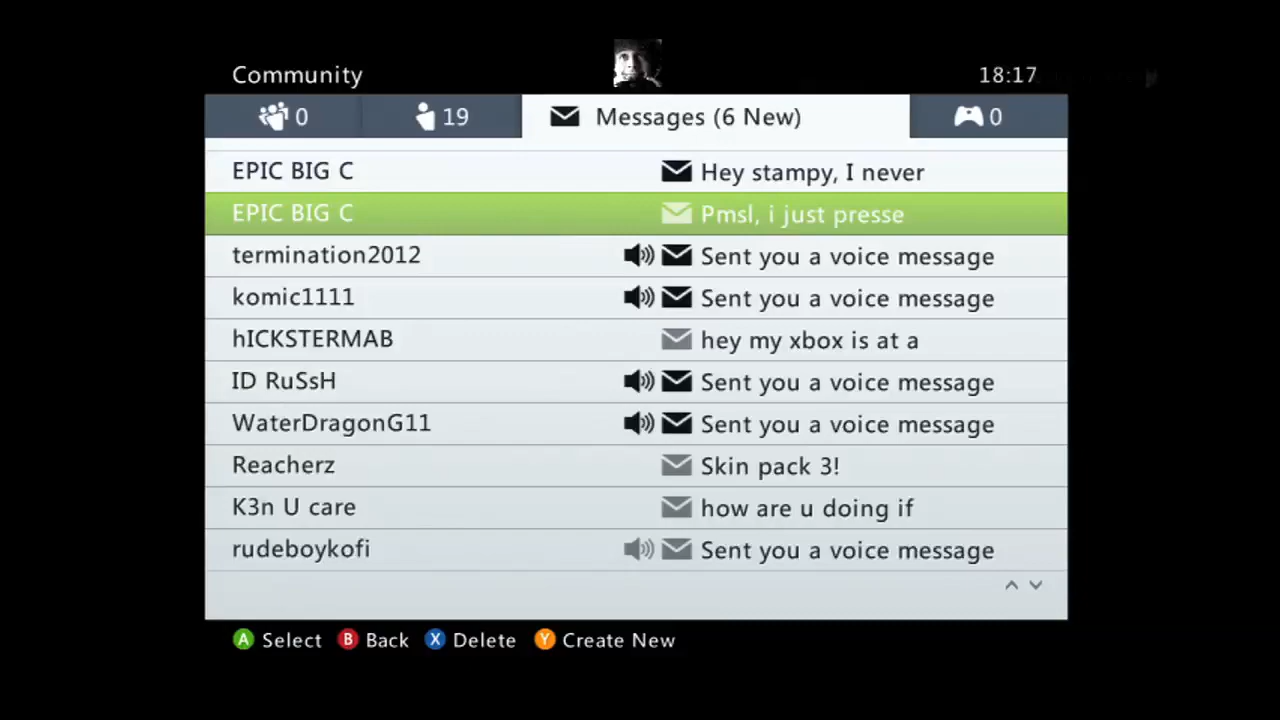 Community 18:17
0 19 Messages (6 New) 0
EPIC BIG C Hey stampy, I never
EPIC BIG C Pmsl, i just presse
termination2012 Sent you a voice message
komic1111 Sent you a voice message
hICKSTERMAB hey my xbox is at a
ID RuSsH Sent you a voice message
WaterDragonG11 Sent you a voice message
Reacherz Skin pack 3!
K3n U care how are u doing if
rudeboykofi Sent you a voice message
A Select B Back X Delete Y Create New